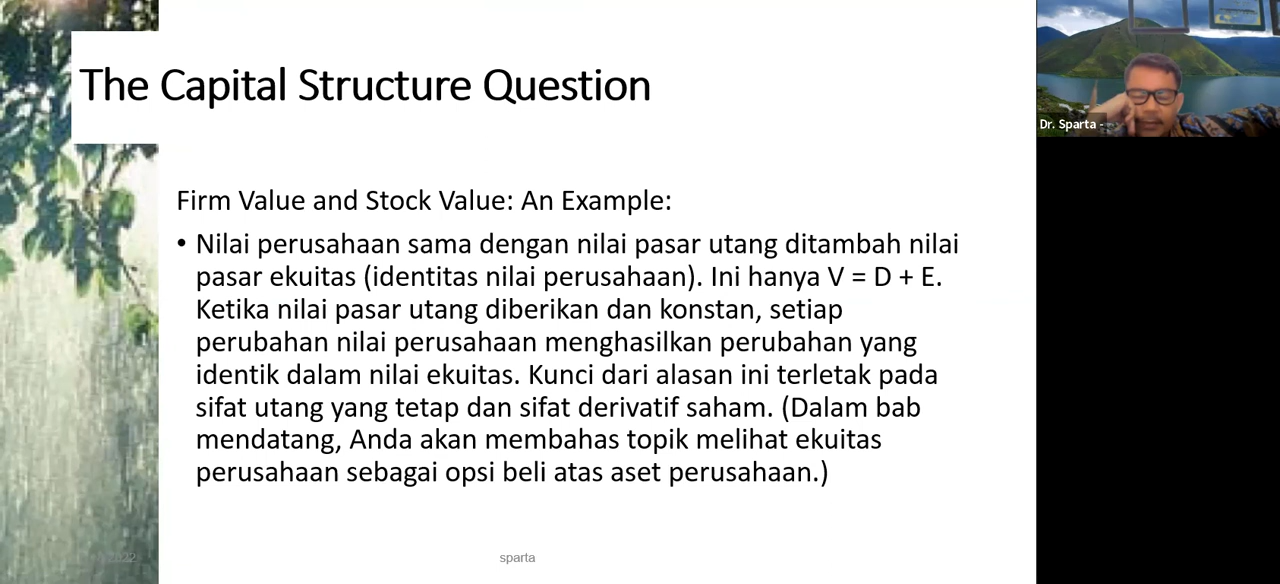 The Capital Structure Question
Dr. Sparta -
Firm Value and Stock Value: An Example:
• Nilai perusahaan sama dengan nilai pasar utang ditambah nilai
pasar ekuitas (identitas nilai perusahaan). Ini hanya V = D + E.
Ketika nilai pasar utang diberikan dan konstan, setiap
perubahan nilai perusahaan menghasilkan perubahan yang
identik dalam nilai ekuitas. Kunci dari alasan ini terletak pada
sifat utang yang tetap dan sifat derivatif saham. (Dalam bab
mendatang, Anda akan membahas topik melihat ekuitas
perusahaan sebagai opsi beli atas aset perusahaan.)
sparta